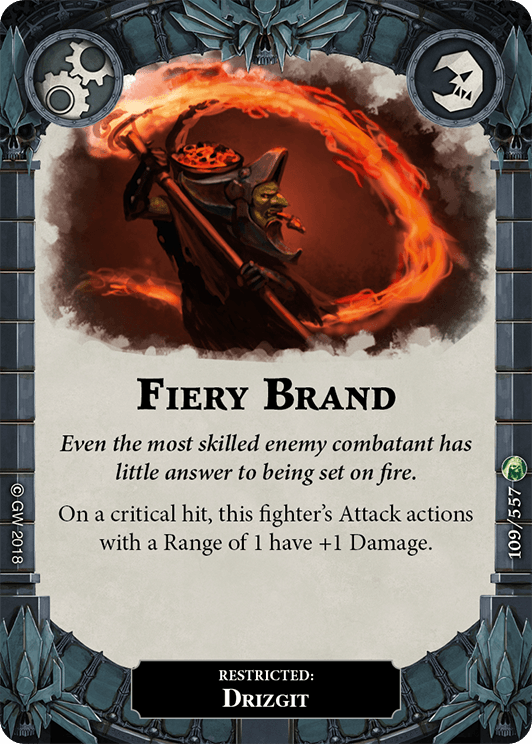 FIERY BRAND
Even the most skilled enemy combatant has
little answer to being set on fire.
On a critical hit, this fighter's Attack actions
with a Range of 1 have +1 Damage.
© GW 2018
109/557
RESTRICTED:
DRIZGIT